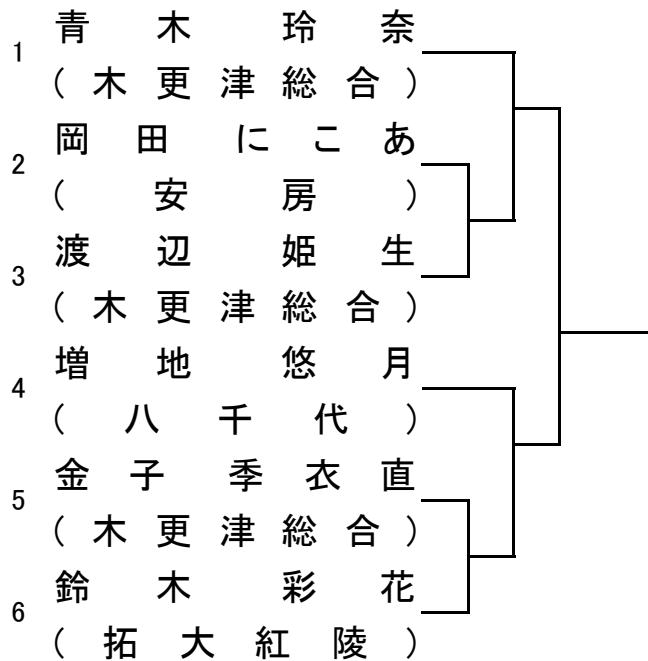 1 青木 玲奈
(木更津総合)
2 岡田 にこあ
(安房)
3 渡辺 姫生
(木更津総合)
4 増地 悠月
(八千代)
5 金子 季衣直
(木更津総合)
6 鈴木 彩花
(拓大紅陵)